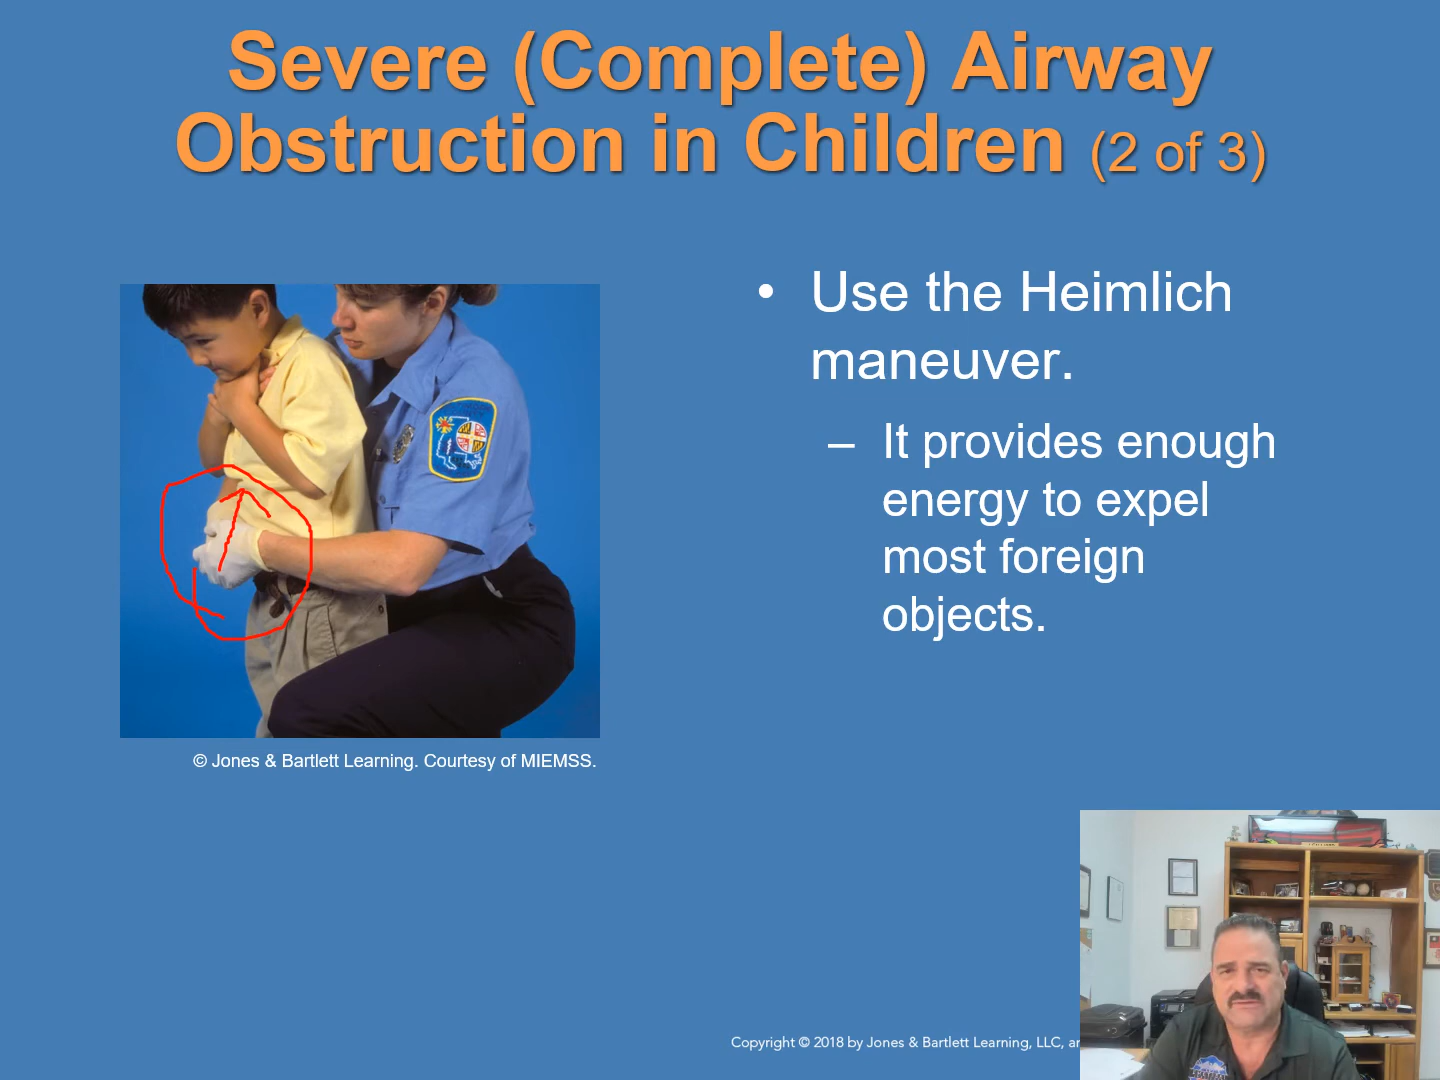 Severe (Complete) Airway
Obstruction in Children (2 of 3)
• Use the Heimlich
maneuver.
– It provides enough
energy to expel
most foreign
objects.
© Jones & Bartlett Learning. Courtesy of MIEMSS.
Copyright © 2018 by Jones & Bartlett Learning, LLC, an